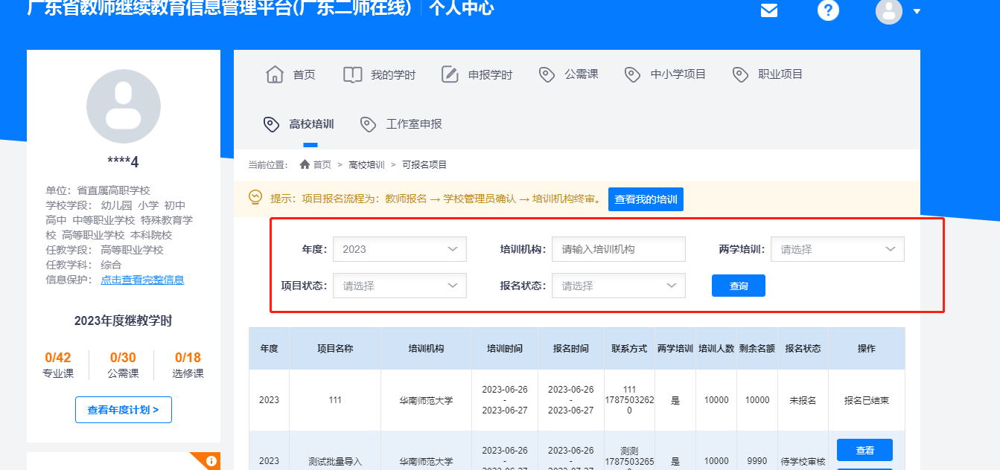 广东省教师继续教育信息管理平台(广东二师在线) 个人中心
?
首页 我的学时 申报学时 公需课 中小学项目 职业项目
高校培训 工作室申报
****4
单位: 省直属高职学校
学校学段: 幼儿园 小学 初中
高中 中等职业学校 特殊教育学
校 高等职业学校 本科院校
任教学段: 高等职业学校
任教学科: 综合
信息保护: 点击查看完整信息
2023年度继教学时
0/42 0/30 0/18
专业课 公需课 选修课
查看年度计划 >
当前位置: 首页 > 高校培训 > 可报名项目
提示: 项目报名流程为: 教师报名 → 学校管理员确认 → 培训机构终审。 查看我的培训
年度: 2023 培训机构: 请输入培训机构 两学培训: 请选择
项目状态: 请选择 报名状态: 请选择 查询
年度 项目名称 培训机构 培训时间 报名时间 联系方式 两学培训 培训人数 剩余名额 报名状态 操作
2023 111 华南师范大学 2023-06-26 - 2023-06-27 2023-06-26 - 2023-06-27 111 17875032620 是 10000 10000 未报名 报名已结束
2023 测试批量导入 华南师范大学 2023-06-26 - 2023-06-26 - 测测 1787503265 是 10000 9990 待学校审核 查看